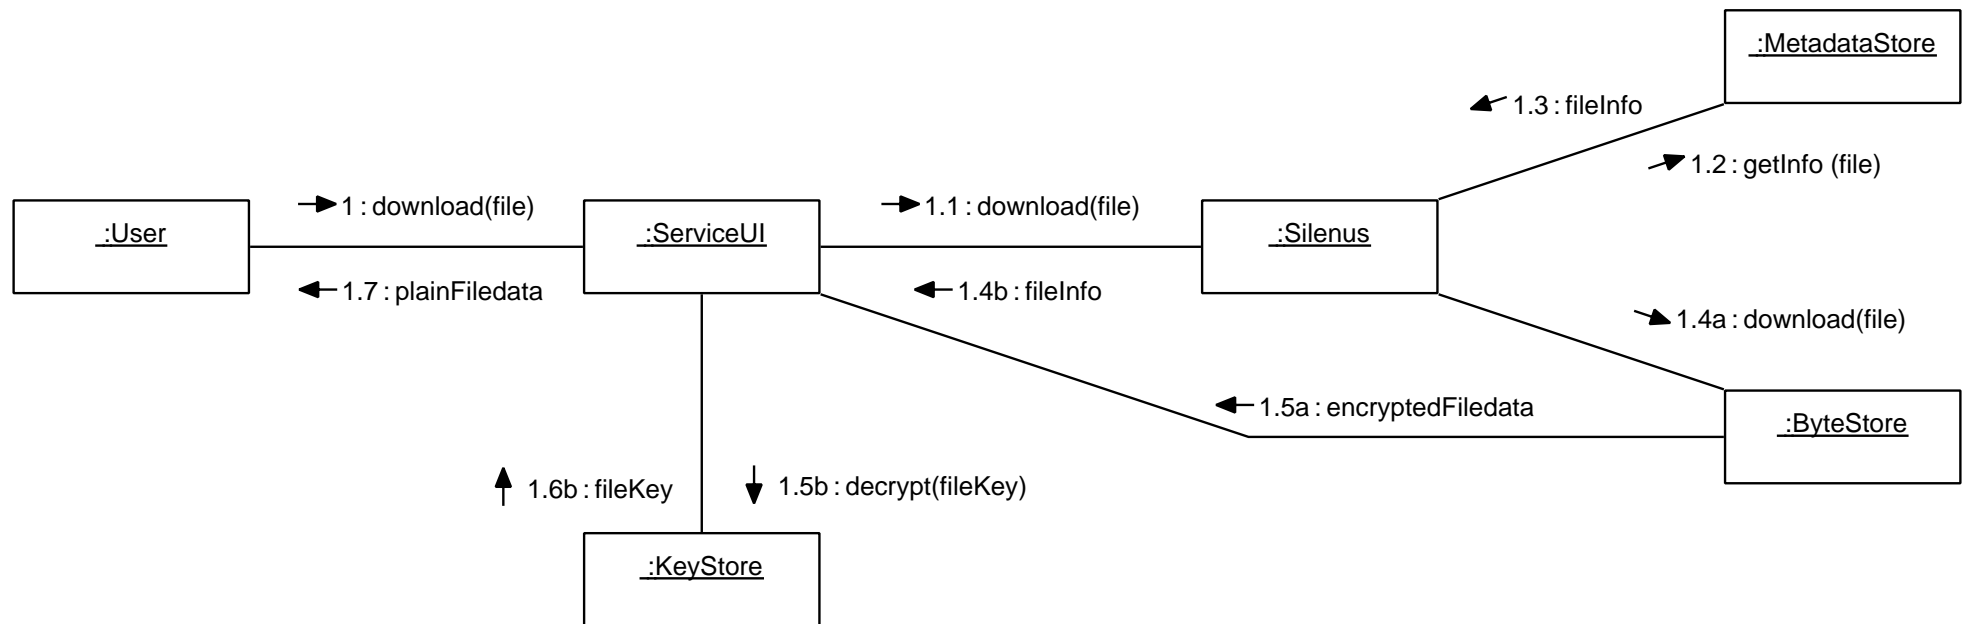 :MetadataStore
1.3 : fileInfo
1.2 : getInfo (file)
1 : download(file)
1.1 : download(file)
:User
:ServiceUI
:Silenus
1.7 : plainFiledata
1.4b : fileInfo
1.4a : download(file)
1.5a : encryptedFiledata
:ByteStore
1.6b : fileKey
1.5b : decrypt(fileKey)
:KeyStore